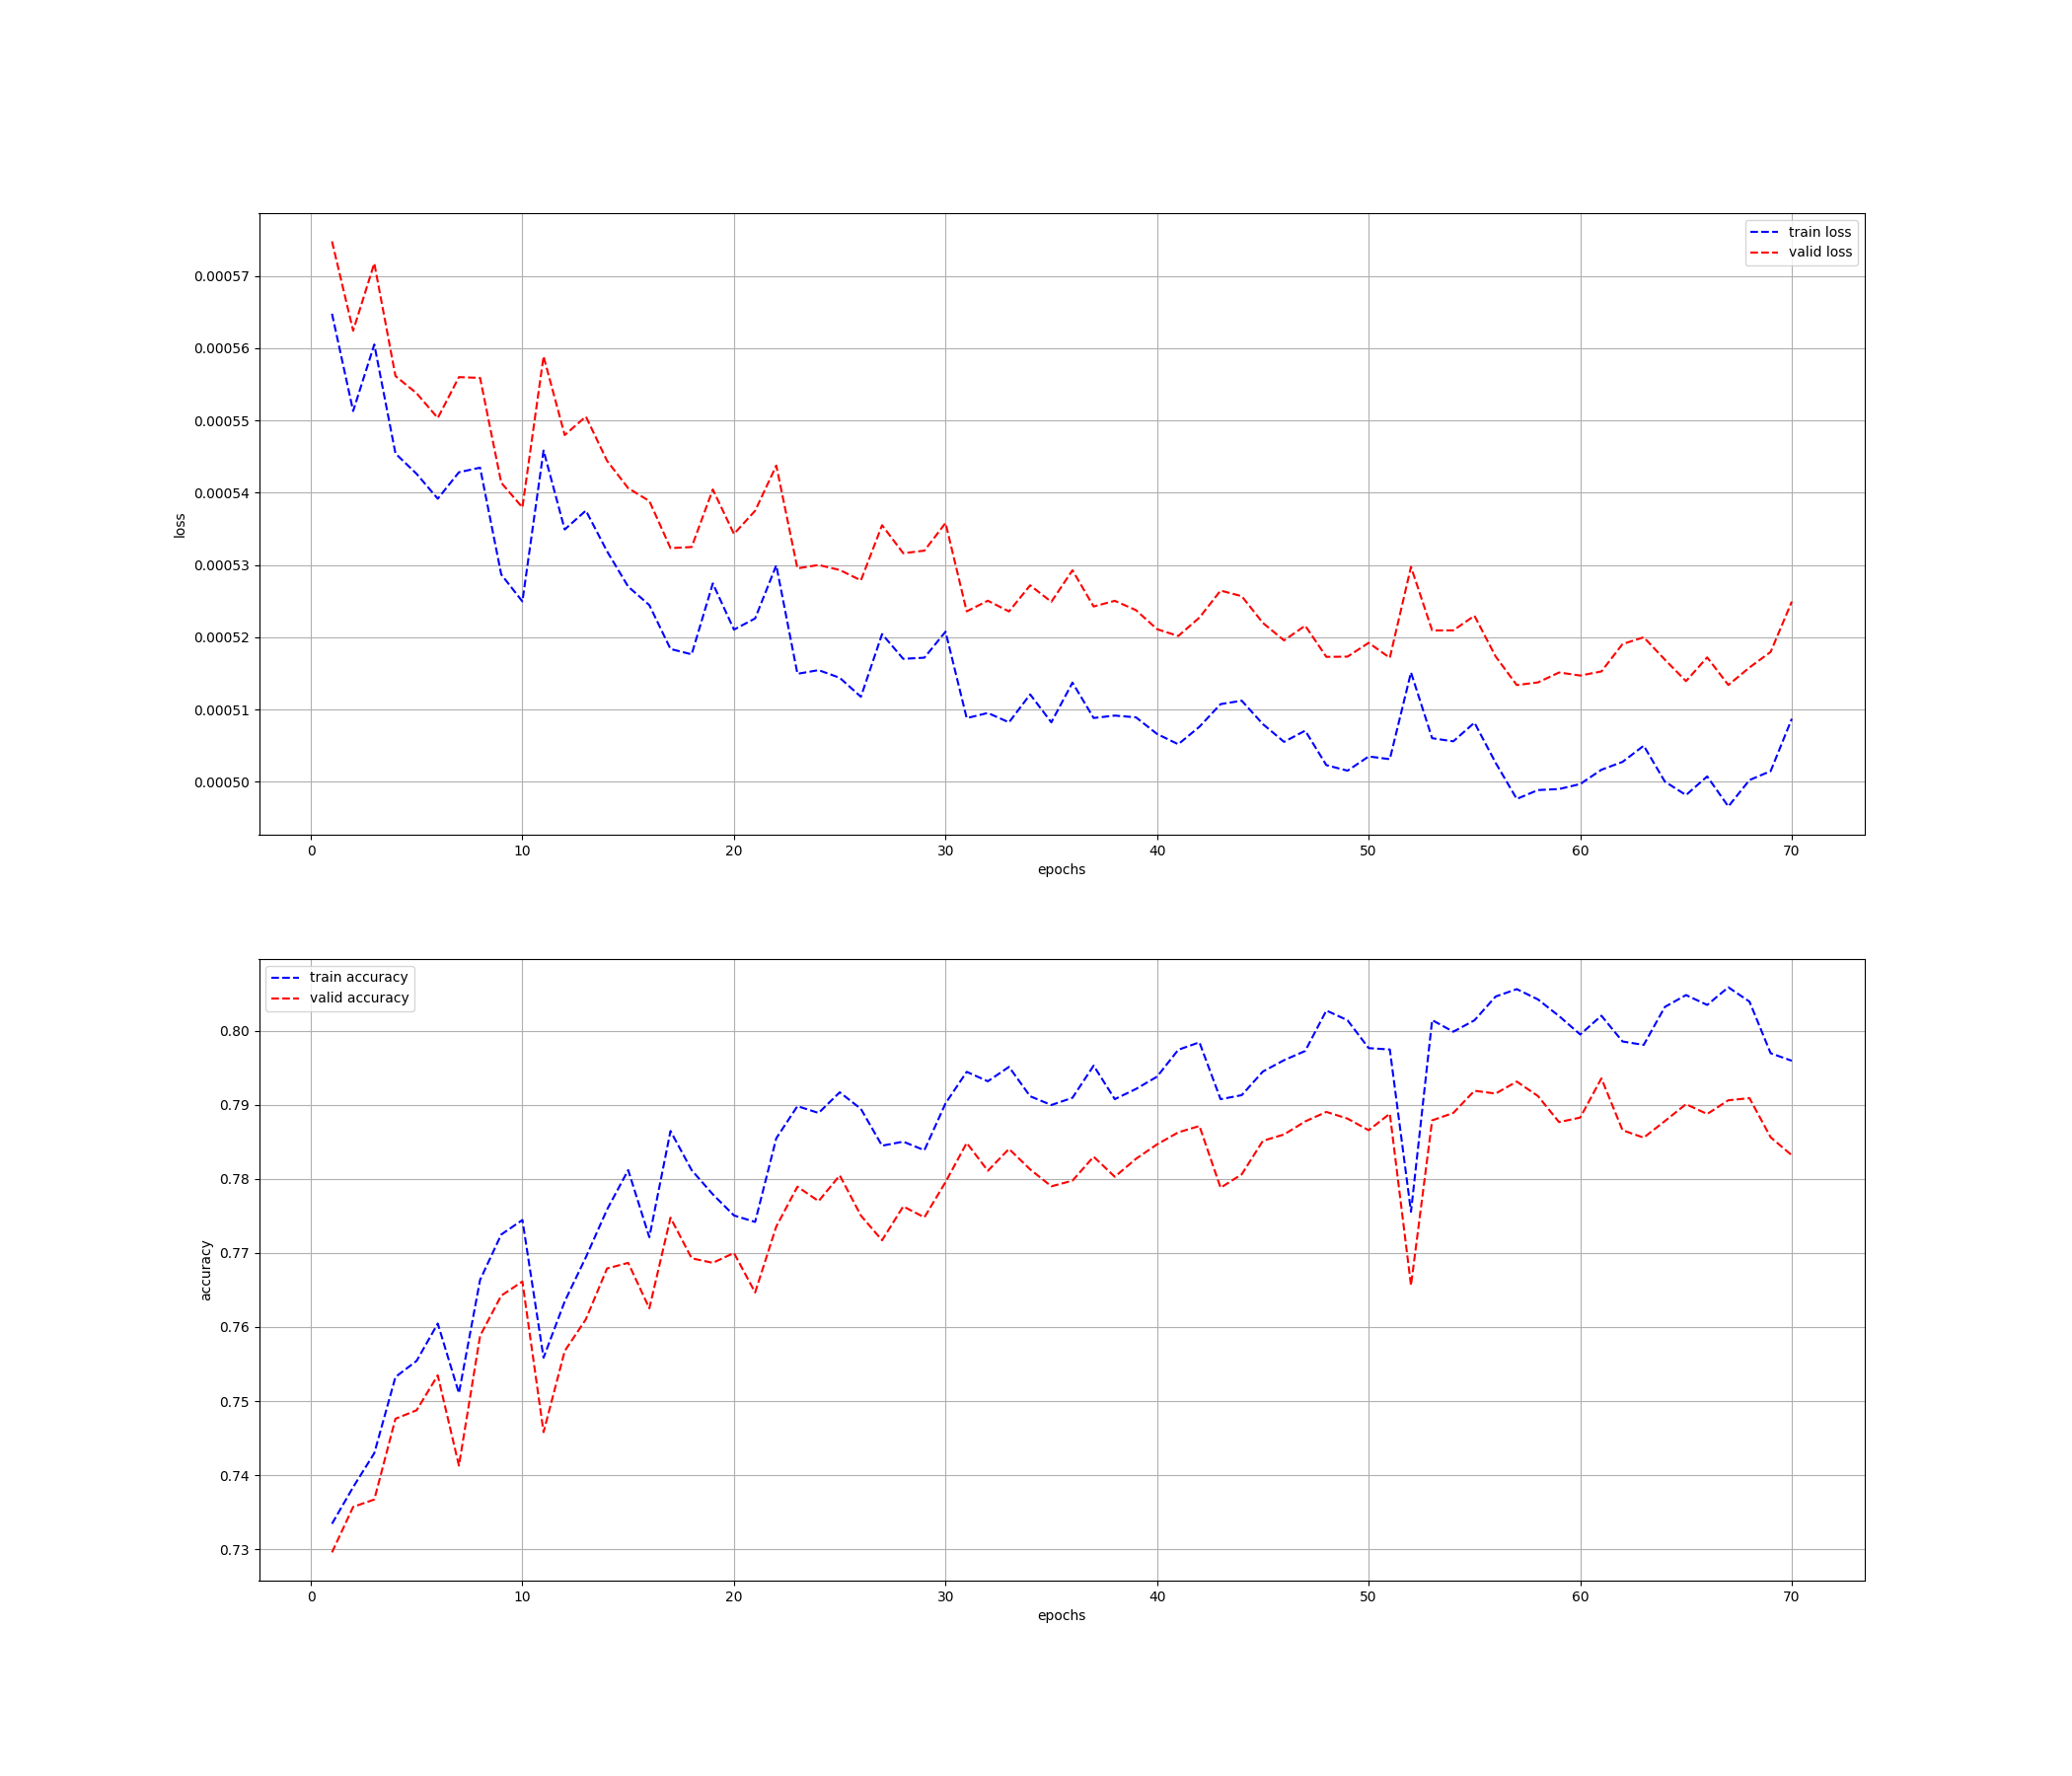 train loss
valid loss
0.00057
0.00056
0.00055
0.00054
0.00053
0.00052
0.00051
0.00050
loss
0 10 20 30 40 50 60 70
epochs
train accuracy
valid accuracy
0.80
0.79
0.78
0.77
0.76
0.75
0.74
0.73
accuracy
0 10 20 30 40 50 60 70
epochs